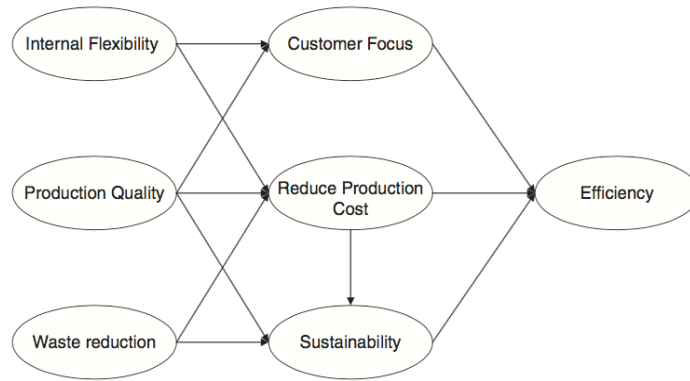 Internal Flexibility
Customer Focus
Production Quality
Reduce Production
Cost
Efficiency
Waste reduction
Sustainability